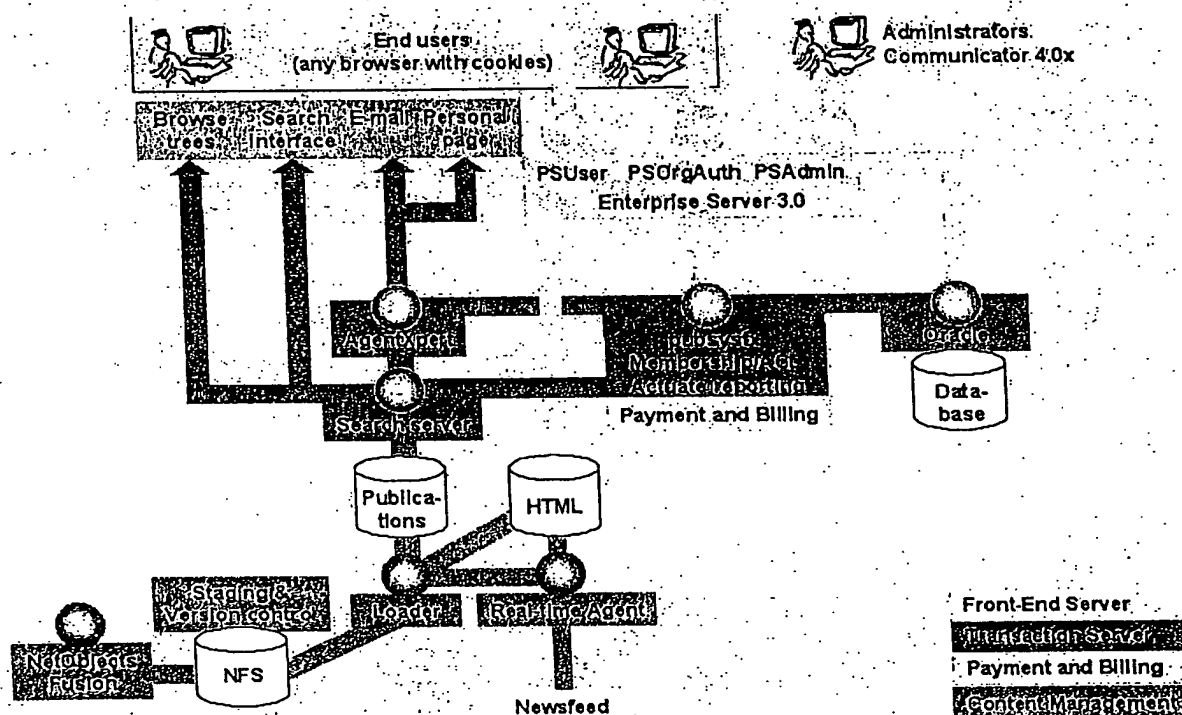 End users
(any browser with cookies)
Administrators:
Communicator 4.0x
Browse trees
Search Interface
E-mail
Personal page
PSUser PSOrgAuth PSAdmin
Enterprise Server 3.0
AgentXpert
pubsys
Membership/ACL
Actuate reporting
Payment and Billing
Oracle
Data-
base
Search server
Publica-
tions
HTML
Staging &
Version control
Loader
Real-time Agent
NetObjects
Fusion
NFS
Newsfeed
Front-End Server
Transaction Server
Payment and Billing
Content Management